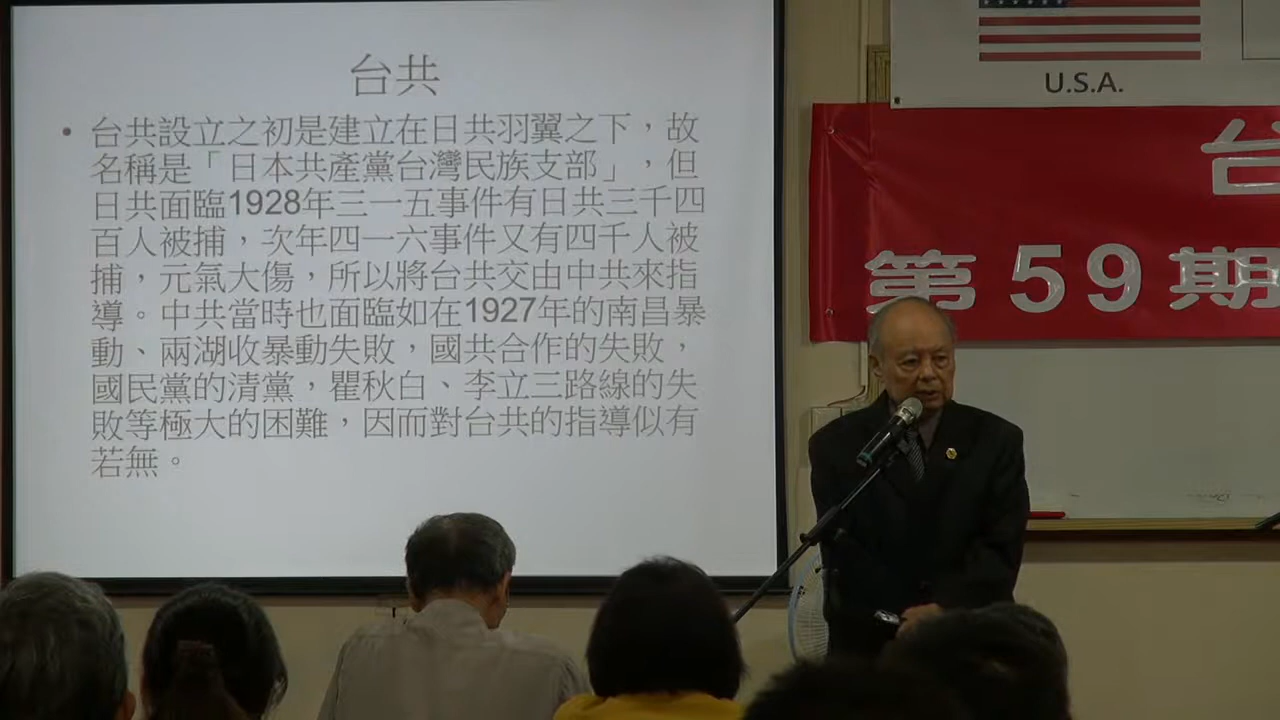 台共
• 台共設立之初是建立在日共羽翼之下，故
名稱是「日本共產黨台灣民族支部」，但
日共面臨1928年三一五事件有日共三千四
百人被捕，次年四一六事件又有四千人被
捕，元氣大傷，所以將台共交由中共來指
導。中共當時也面臨如在1927年的南昌暴
動、兩湖收暴動失敗，國共合作的失敗，
國民黨的清黨，瞿秋白、李立三路線的失
敗等極大的困難，因而對台共的指導似有
若無。
U.S.A.
台
第59期